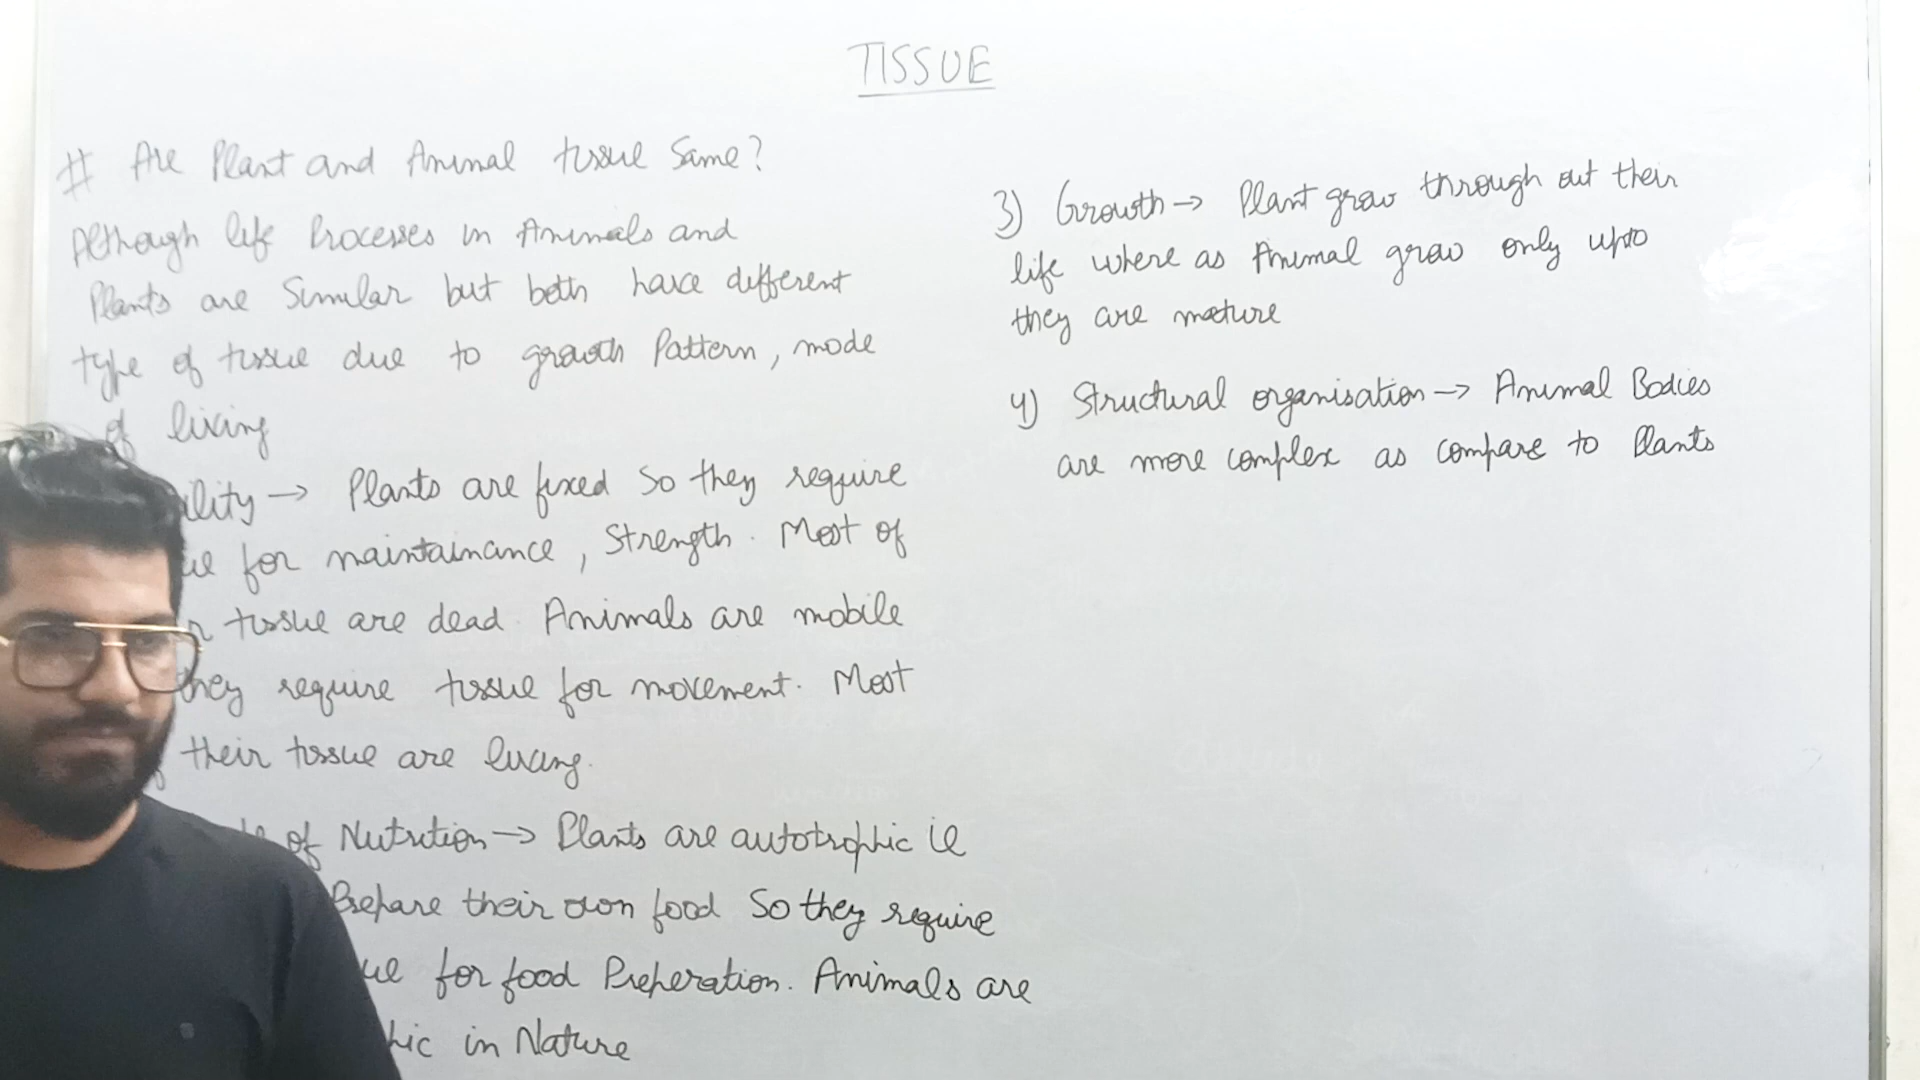 TISSUE
# Are Plant and Animal tissue Same?
Although life Processes in Animals and
Plants are Similar but both have different
type of tissue due to growth Pattern, mode
of living
→ Plants are fixed So they require
for maintainance, Strength. Most of
tissue are dead. Animals are mobile
they require tissue for movement. Most
their tissue are living.
of Nutrition → Plants are autotrophic ie
Prepare their own food So they require
for food Preperation. Animals are
in Nature
3) Growth → Plant grow through out their
life where as Animal grow only upto
they are mature
4) Structural organisation → Animal Bodies
are more complex as compare to Plants